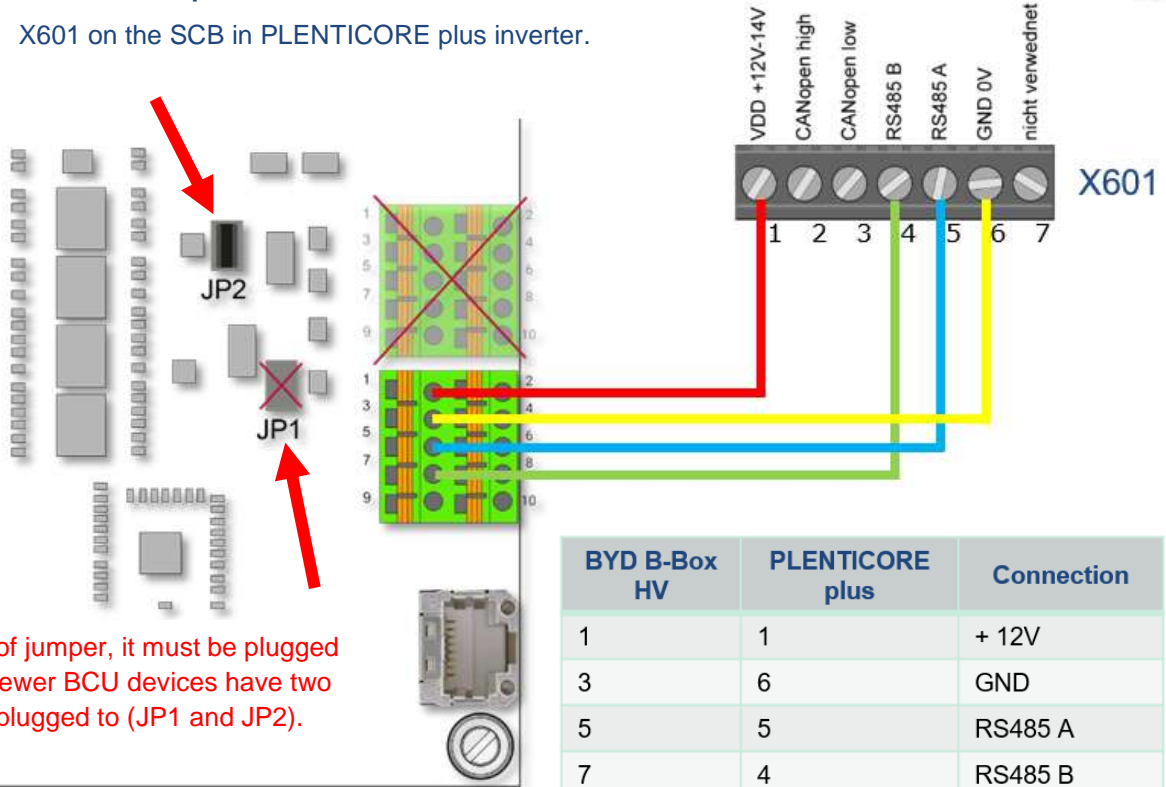 X601 on the SCB in PLENTICORE plus inverter.
VDD +12V-14V
CANopen high
CANopen low
RS485 B
RS485 A
GND 0V
nicht verwednet
X601
1 2 3 4 5 6 7
JP2
JP1
1 2
3 4
5 6
7 8
9 10
1 2
3 4
5 6
7 8
9 10
of jumper, it must be plugged
ewer BCU devices have two
plugged to (JP1 and JP2).
BYD B-Box HV PLENTICORE plus Connection
1 1 + 12V
3 6 GND
5 5 RS485 A
7 4 RS485 B